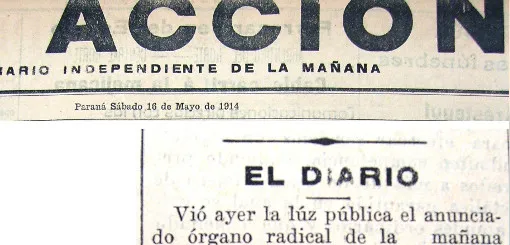 ACCION
ARIO INDEPENDIENTE DE LA MAÑANA
Paraná Sábado 16 de Mayo de 1914
EL DIARIO
Vió ayer la lúz pública el anuncia-
do órgano radical de la mañana